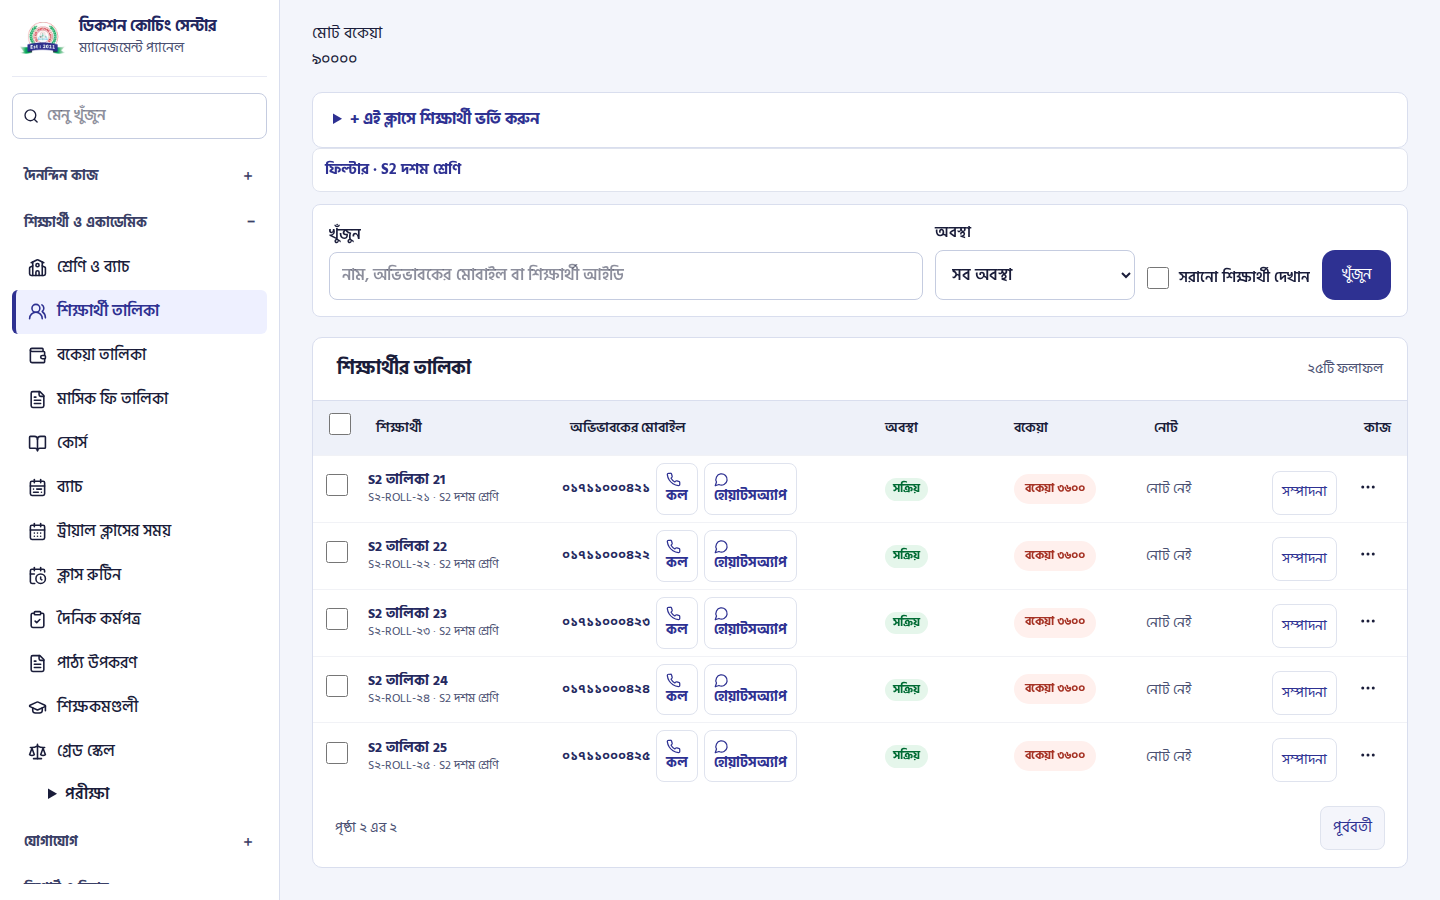 ডিকশন কোচিং সেন্টার
ম্যানেজমেন্ট প্যানেল
Est : 2011
মেনু খুঁজুন
দৈনন্দিন কাজ +
শিক্ষার্থী ও একাডেমিক −
শ্রেণি ও ব্যাচ
শিক্ষার্থী তালিকা
বকেয়া তালিকা
মাসিক ফি তালিকা
কোর্স
ব্যাচ
ট্রায়াল ক্লাসের সময়
ক্লাস রুটিন
দৈনিক কর্মপত্র
পাঠ্য উপকরণ
শিক্ষকমণ্ডলী
গ্রেড স্কেল
▶ পরীক্ষা
যোগাযোগ +
মোট বকেয়া
৯০০০০
▶ + এই ক্লাসে শিক্ষার্থী ভর্তি করুন
ফিল্টার · S2 দশম শ্রেণি
খুঁজুন
নাম, অভিভাবকের মোবাইল বা শিক্ষার্থী আইডি
অবস্থা
সব অবস্থা
সরানো শিক্ষার্থী দেখান
খুঁজুন
শিক্ষার্থীর তালিকা
২৫টি ফলাফল
শিক্ষার্থী অভিভাবকের মোবাইল অবস্থা বকেয়া নোট কাজ
S2 তালিকা 21
S২-ROLL-২১ · S2 দশম শ্রেণি
০১৭১১০০০৪২১ কল হোয়াটসঅ্যাপ সক্রিয় বকেয়া ৩৬০০ নোট নেই সম্পাদনা ···
S2 তালিকা 22
S২-ROLL-২২ · S2 দশম শ্রেণি
০১৭১১০০০৪২২ কল হোয়াটসঅ্যাপ সক্রিয় বকেয়া ৩৬০০ নোট নেই সম্পাদনা ···
S2 তালিকা 23
S২-ROLL-২৩ · S2 দশম শ্রেণি
০১৭১১০০০৪২৩ কল হোয়াটসঅ্যাপ সক্রিয় বকেয়া ৩৬০০ নোট নেই সম্পাদনা ···
S2 তালিকা 24
S২-ROLL-২৪ · S2 দশম শ্রেণি
০১৭১১০০০৪২৪ কল হোয়াটসঅ্যাপ সক্রিয় বকেয়া ৩৬০০ নোট নেই সম্পাদনা ···
S2 তালিকা 25
S২-ROLL-২৫ · S2 দশম শ্রেণি
০১৭১১০০০৪২৫ কল হোয়াটসঅ্যাপ সক্রিয় বকেয়া ৩৬০০ নোট নেই সম্পাদনা ···
পৃষ্ঠা ২ এর ২
পূর্ববর্তী